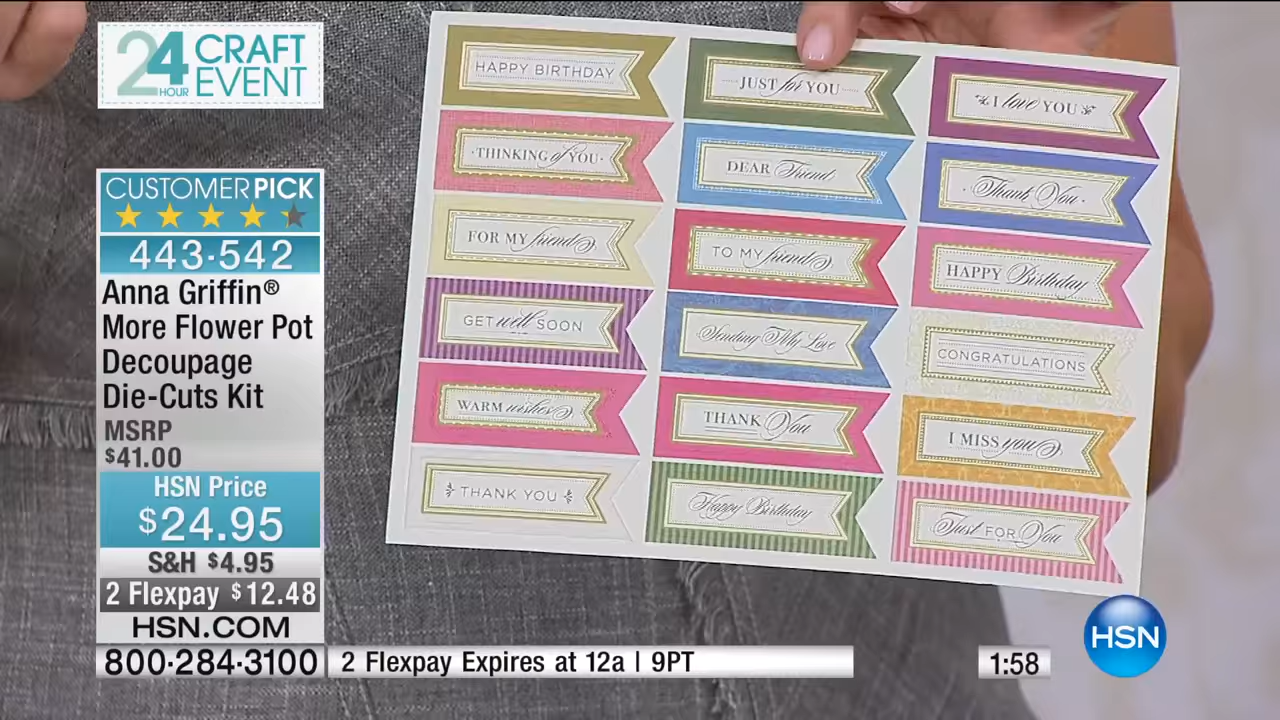 24 HOUR CRAFT EVENT
CUSTOMER PICK
443·542
Anna Griffin®
More Flower Pot
Decoupage
Die-Cuts Kit
MSRP
$41.00
HSN Price
$24.95
S&H $4.95
2 Flexpay $12.48
HSN.COM
800·284·3100
2 Flexpay Expires at 12a | 9PT
1:58
HSN
HAPPY BIRTHDAY
JUST for YOU
I love YOU
·THINKING of YOU·
DEAR Friend
·Thank You·
FOR MY friends
TO MY friends
HAPPY Birthday
GET well SOON
Sending My Love
CONGRATULATIONS
WARM wishes
THANK You
I MISS you
THANK YOU
Happy Birthday
Just FOR You